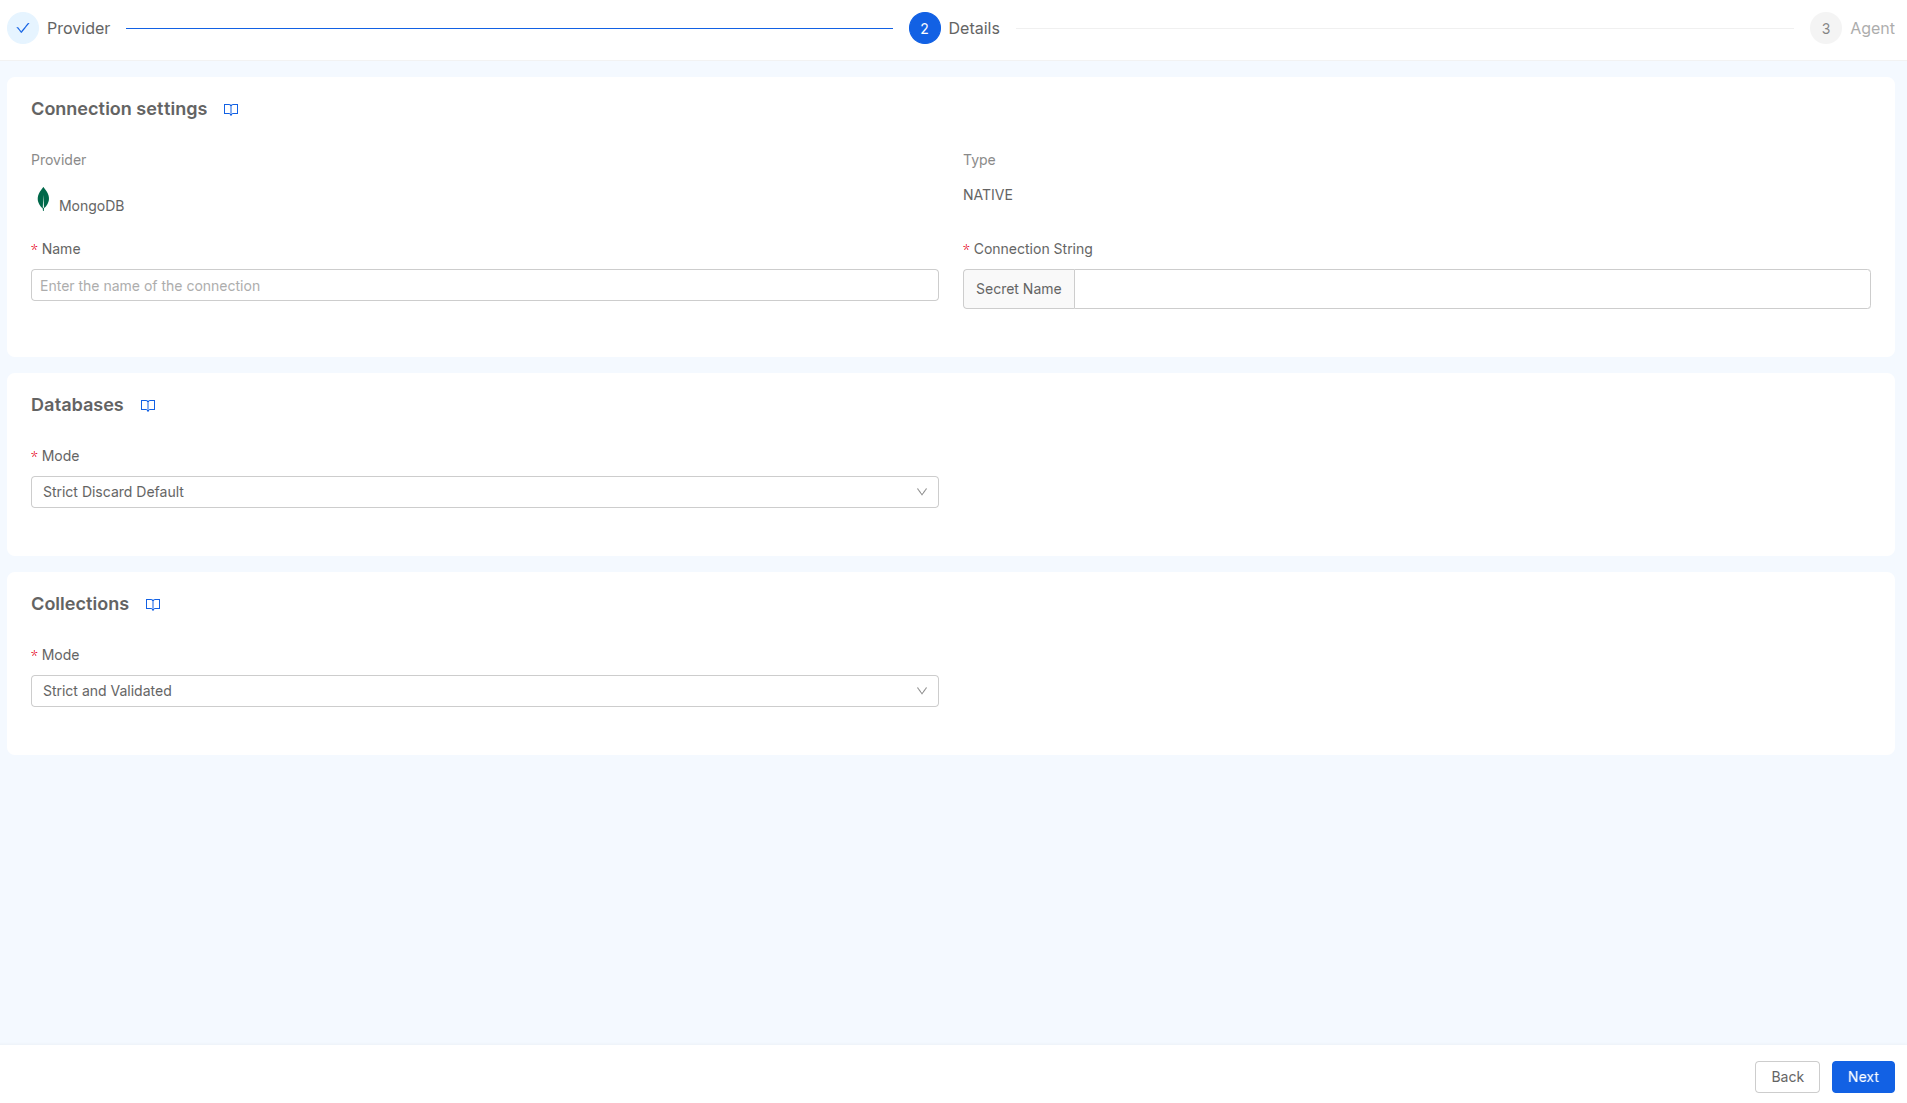 Provider
2 Details
3 Agent
Connection settings
Provider
Type
MongoDB
NATIVE
* Name
* Connection String
Enter the name of the connection
Secret Name
Databases
* Mode
Strict Discard Default
Collections
* Mode
Strict and Validated
Back
Next